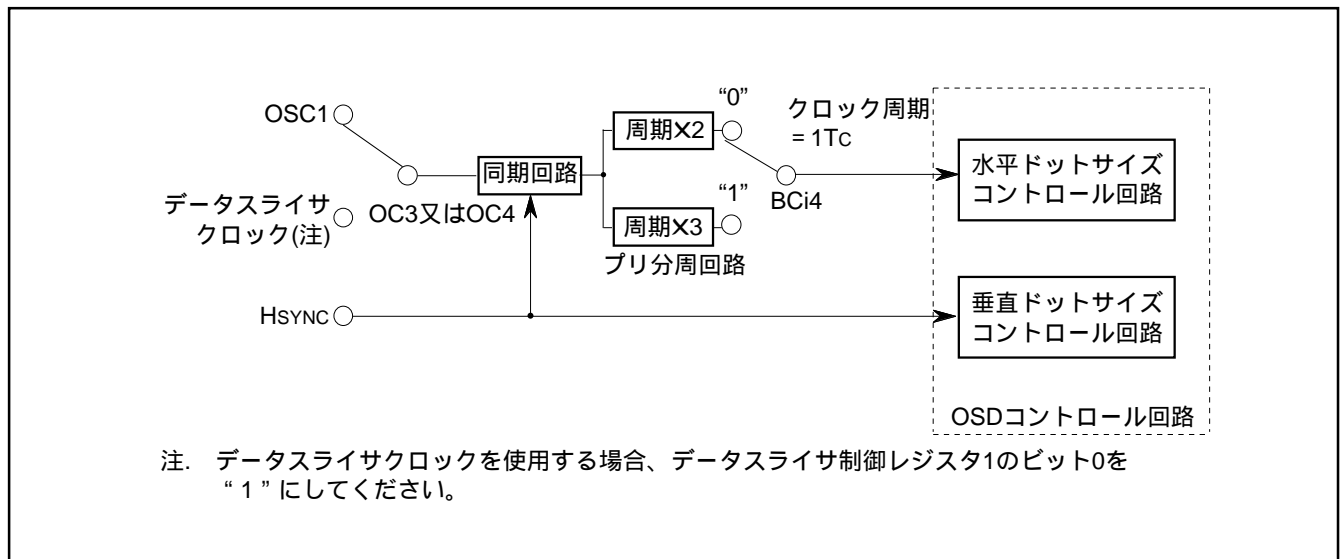 OSC1
データスライサ
クロック(注)
OC3又はOC4
HSYNC
同期回路
周期×2
周期×3
プリ分周回路
“0”
“1”
BCi4
クロック周期
= 1TC
水平ドットサイズ
コントロール回路
垂直ドットサイズ
コントロール回路
OSDコントロール回路
注. データスライサクロックを使用する場合、データスライサ制御レジスタ1のビット0を
“1”にしてください。